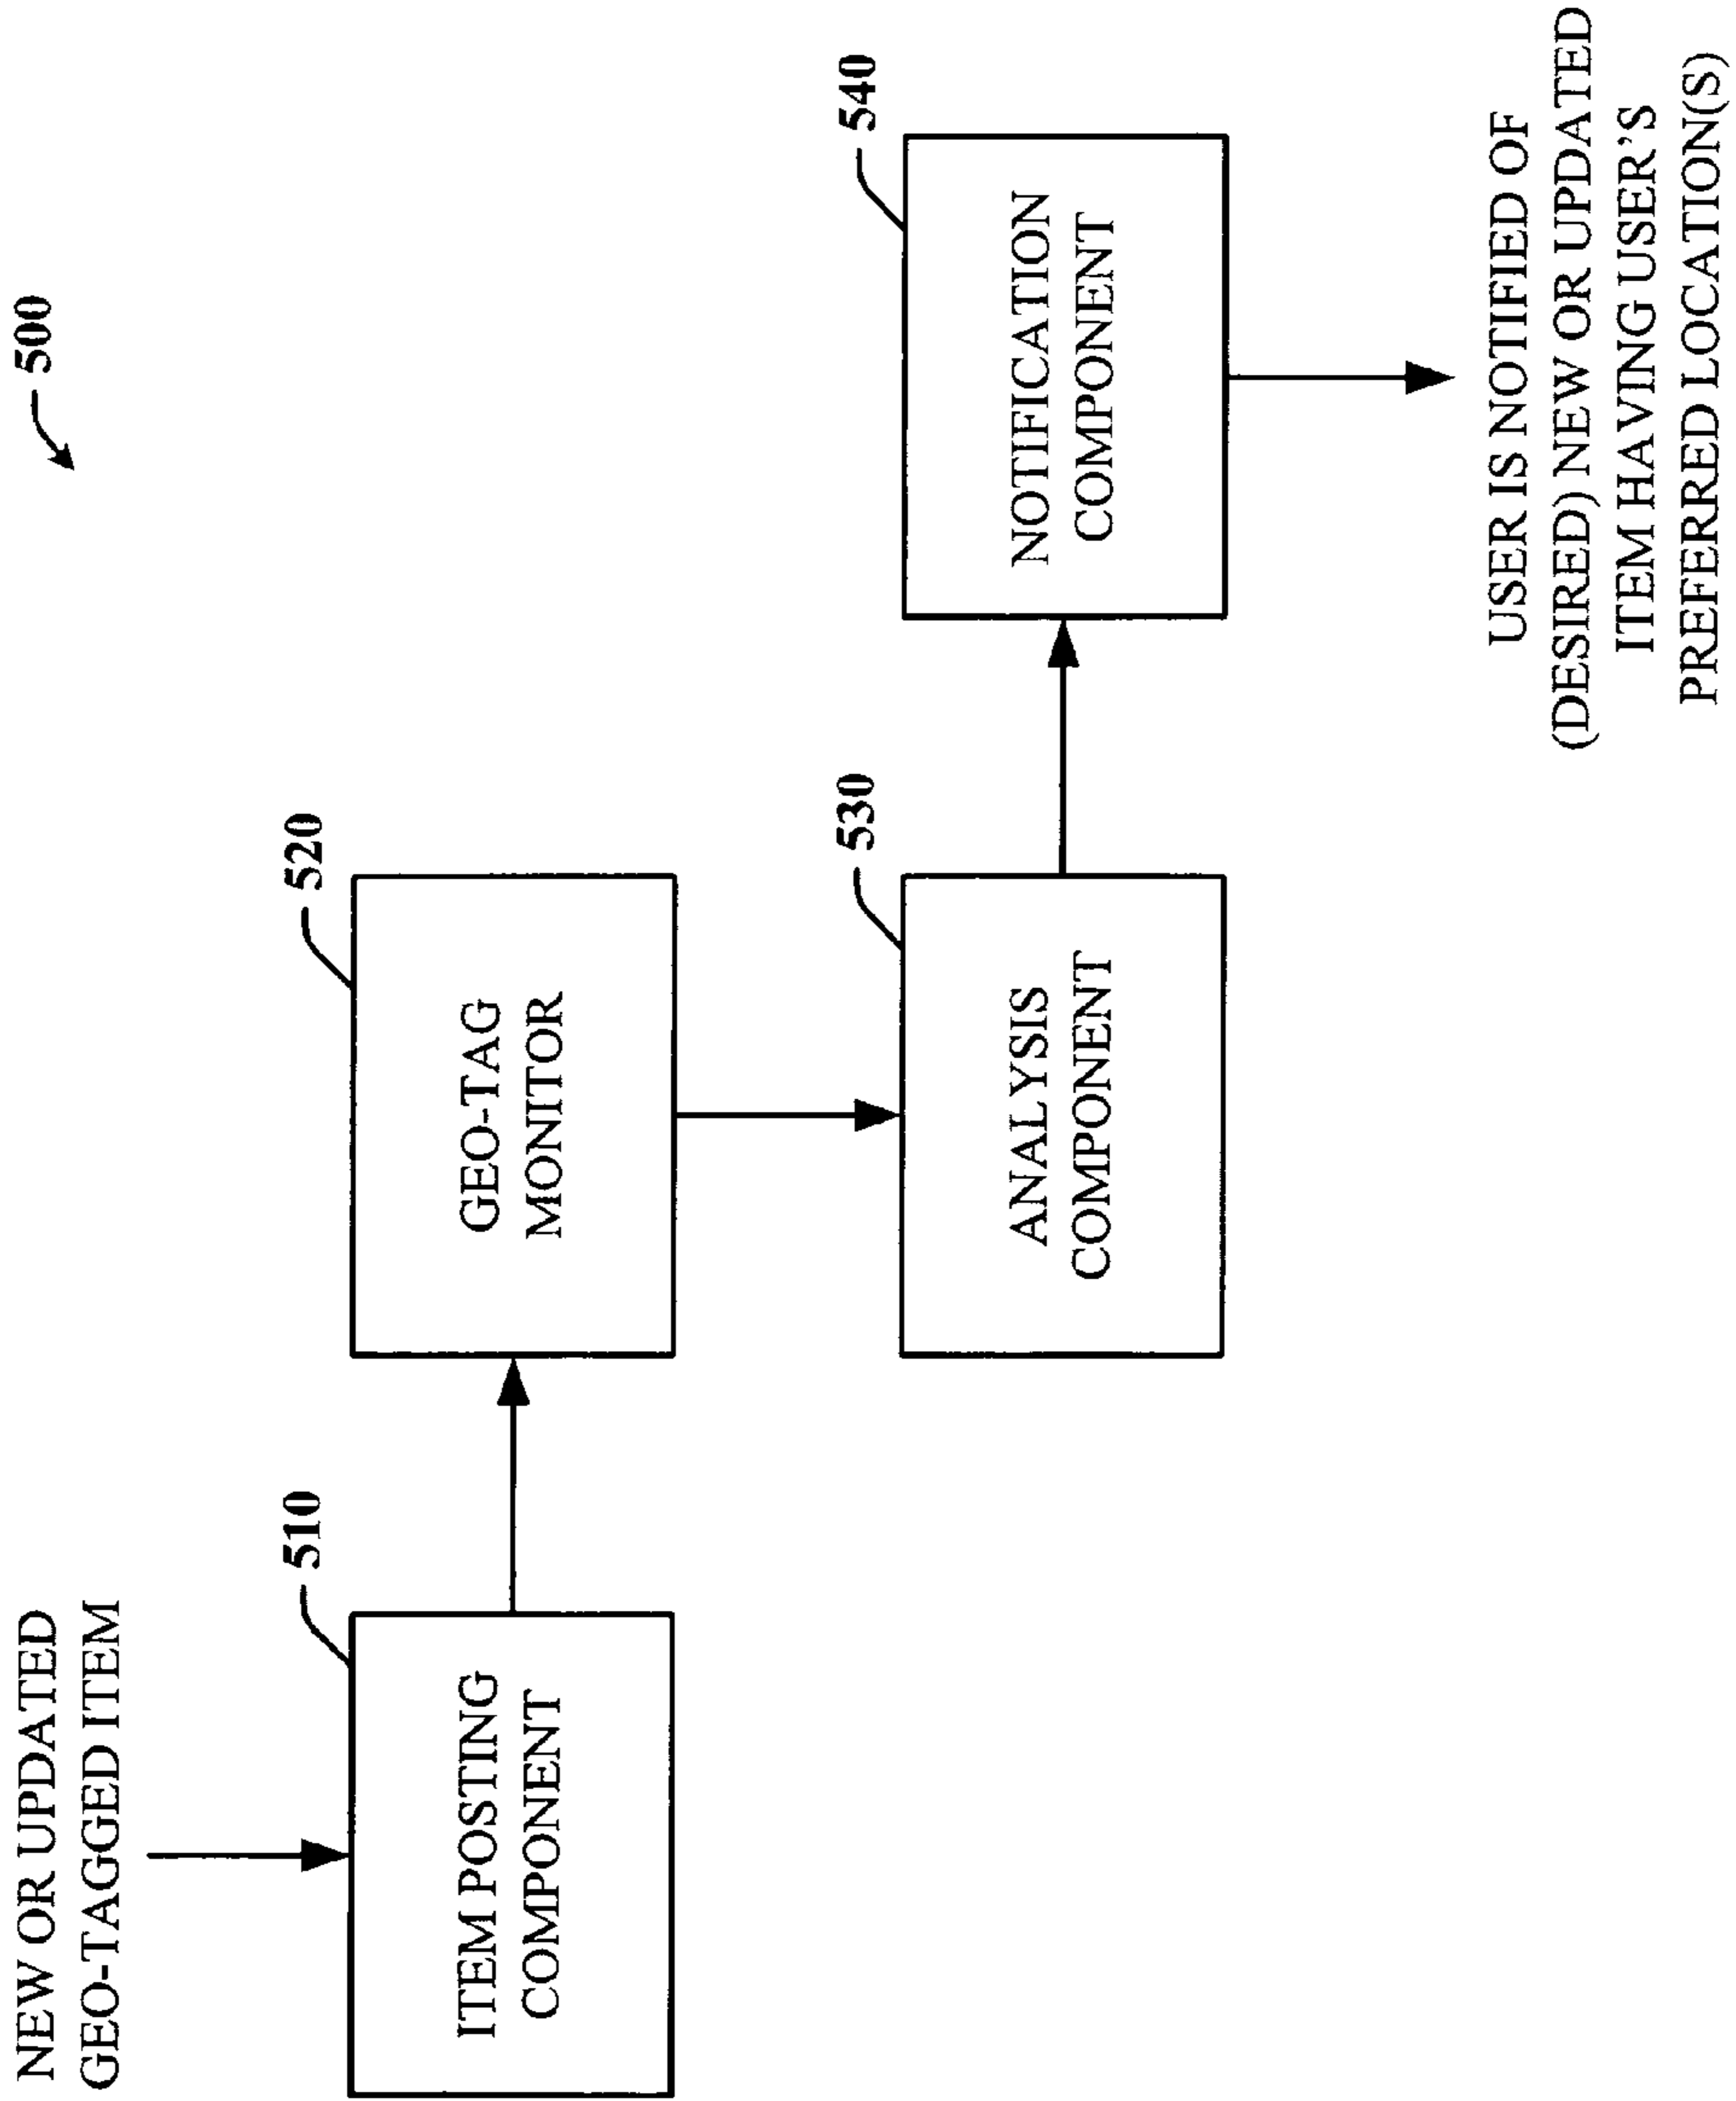 500
NEW OR UPDATED
GEO-TAGGED ITEM
510
ITEM POSTING
COMPONENT
520
GEO-TAG
MONITOR
530
ANALYSIS
COMPONENT
540
NOTIFICATION
COMPONENT
USER IS NOTIFIED OF
(DESIRED) NEW OR UPDATED
ITEM HAVING USER'S
PREFERRED LOCATION(S)